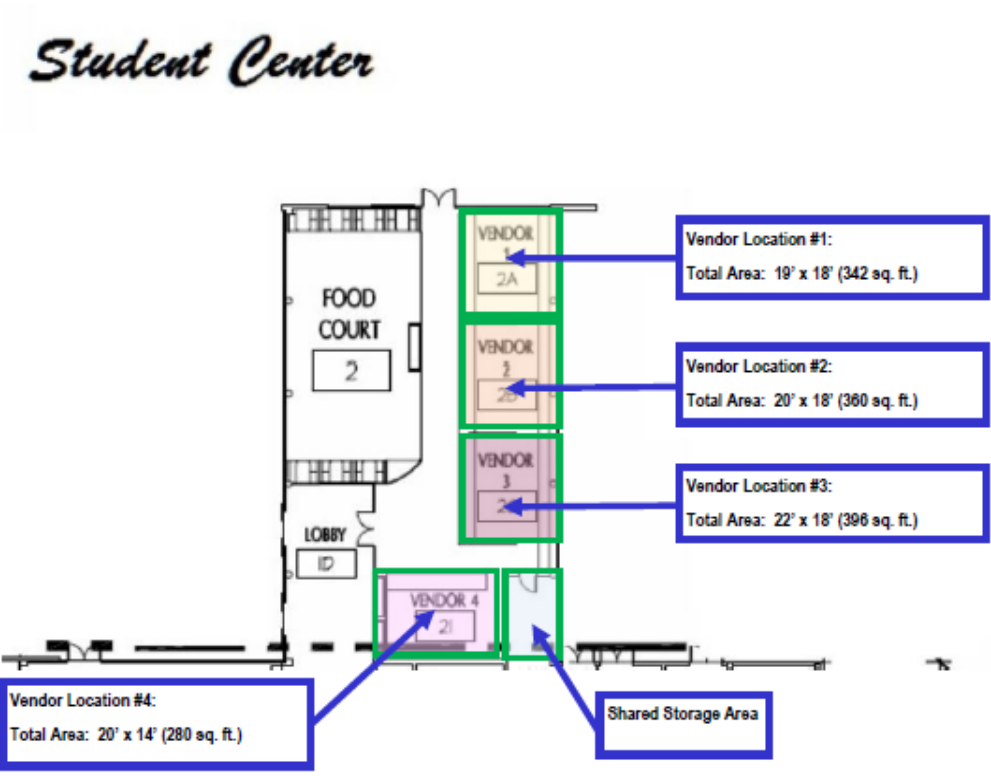 Student Center
VENDOR
1
2A
Vendor Location #1:
Total Area: 19' x 18' (342 sq. ft.)
FOOD
COURT
2
VENDOR
2
Vendor Location #2:
Total Area: 20' x 18' (360 sq. ft.)
VENDOR
3
Vendor Location #3:
Total Area: 22' x 18' (396 sq. ft.)
LOBBY
1D
VENDOR 4
2I
Vendor Location #4:
Total Area: 20' x 14' (280 sq. ft.)
Shared Storage Area